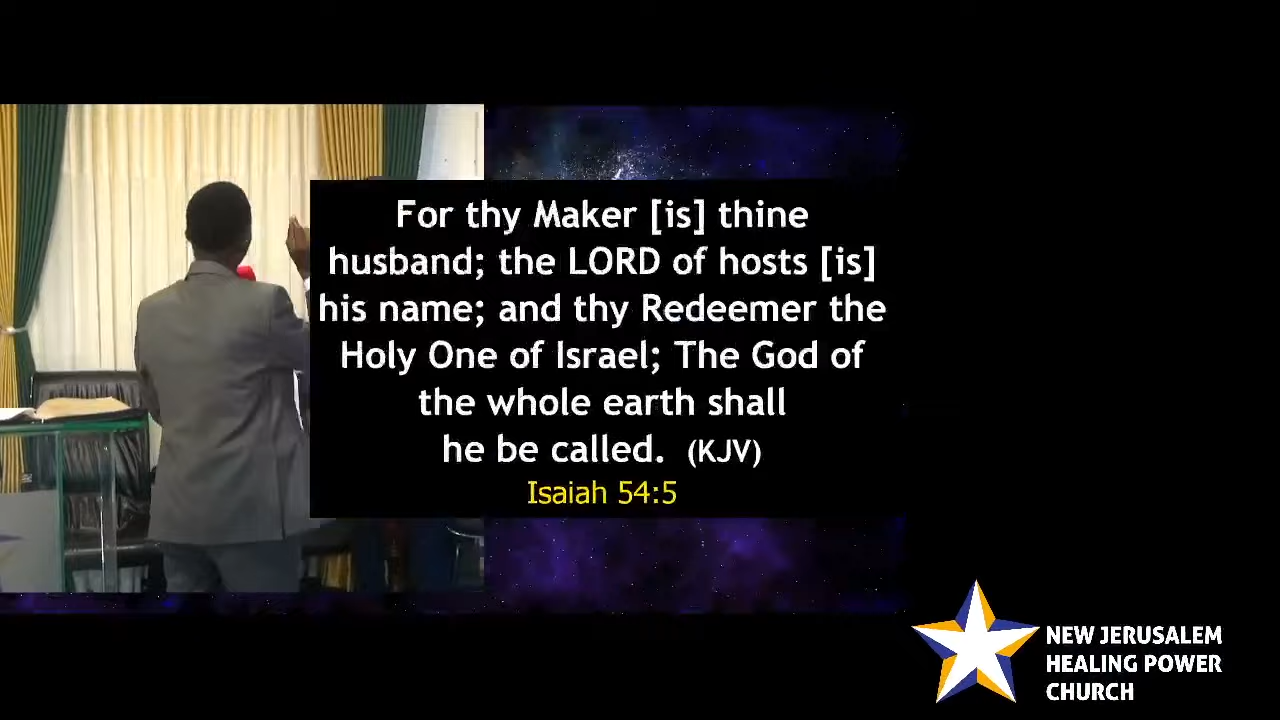 For thy Maker [is] thine
husband; the LORD of hosts [is]
his name; and thy Redeemer the
Holy One of Israel; The God of
the whole earth shall
he be called. (KJV)
Isaiah 54:5
NEW JERUSALEM
HEALING POWER
CHURCH